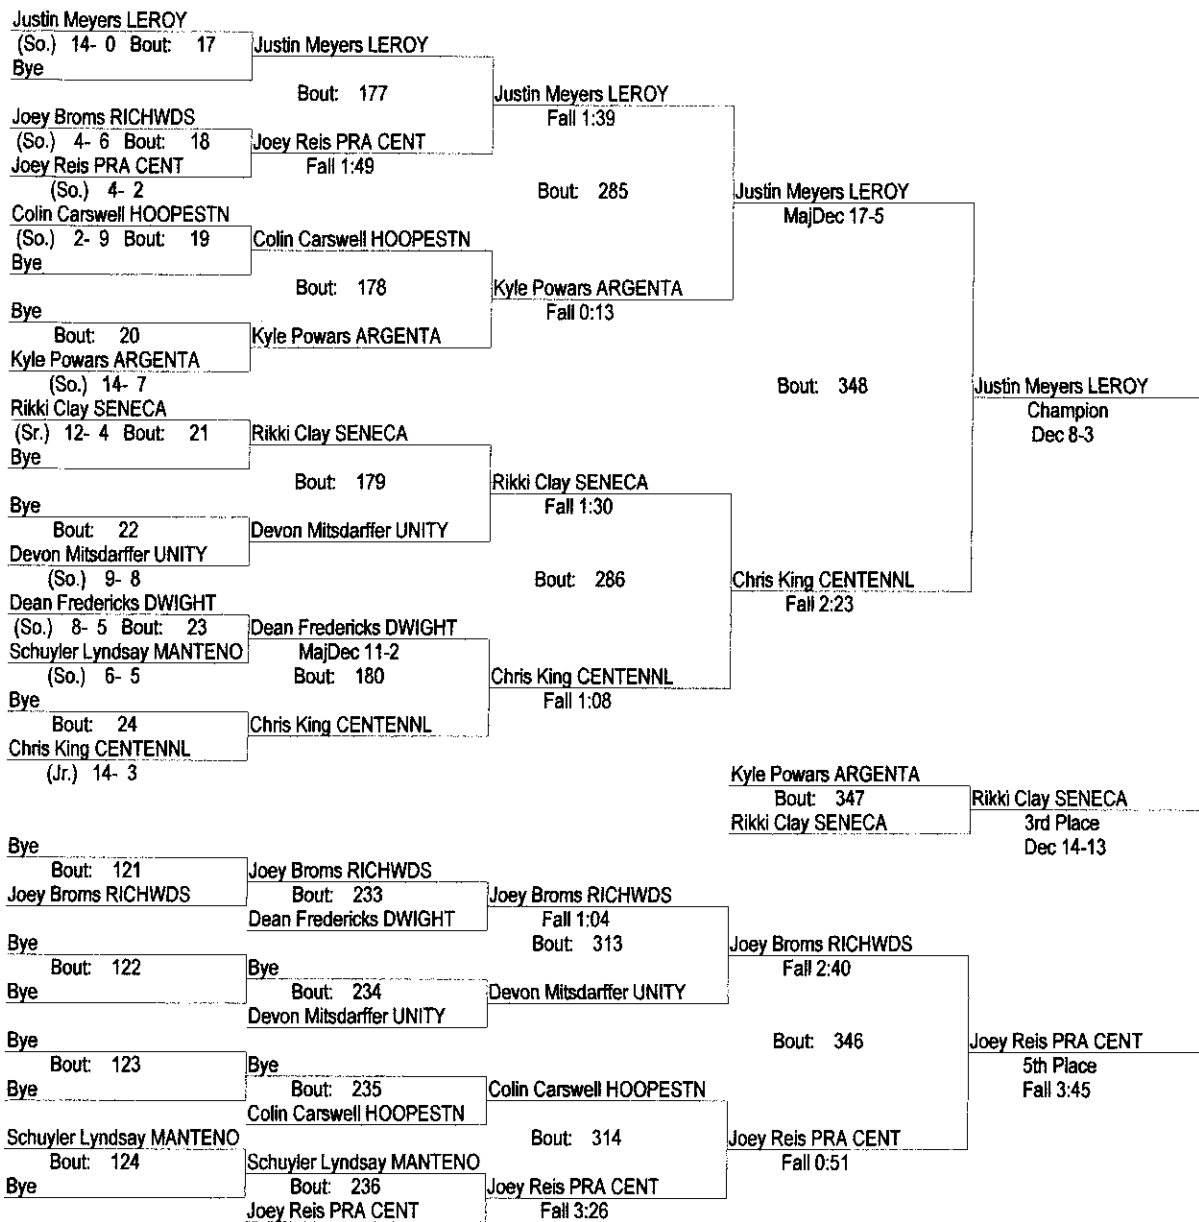 Justin Meyers LEROY
(So.) 14- 0 Bout: 17
Bye
Justin Meyers LEROY
Bout: 177
Joey Broms RICHWDS
(So.) 4- 6 Bout: 18
Joey Reis PRA CENT
(So.) 4- 2
Joey Reis PRA CENT
Fall 1:49
Justin Meyers LEROY
Fall 1:39
Bout: 285
Colin Carswell HOOPESTN
(So.) 2- 9 Bout: 19
Bye
Colin Carswell HOOPESTN
Bout: 178
Bye
Bout: 20
Kyle Powars ARGENTA
(So.) 14- 7
Kyle Powars ARGENTA
Kyle Powars ARGENTA
Fall 0:13
Justin Meyers LEROY
MajDec 17-5
Bout: 348
Rikki Clay SENECA
(Sr.) 12- 4 Bout: 21
Bye
Rikki Clay SENECA
Bout: 179
Bye
Bout: 22
Devon Mitsdarffer UNITY
(So.) 9- 8
Devon Mitsdarffer UNITY
Rikki Clay SENECA
Fall 1:30
Bout: 286
Dean Fredericks DWIGHT
(So.) 8- 5 Bout: 23
Schuyler Lyndsay MANTENO
(So.) 6- 5
Dean Fredericks DWIGHT
MajDec 11-2
Bout: 180
Bye
Bout: 24
Chris King CENTENNL
(Jr.) 14- 3
Chris King CENTENNL
Chris King CENTENNL
Fall 1:08
Chris King CENTENNL
Fall 2:23
Justin Meyers LEROY
Champion
Dec 8-3
Kyle Powars ARGENTA
Bout: 347
Rikki Clay SENECA
Rikki Clay SENECA
3rd Place
Dec 14-13
Bye
Bout: 121
Joey Broms RICHWDS
Joey Broms RICHWDS
Bout: 233
Dean Fredericks DWIGHT
Joey Broms RICHWDS
Fall 1:04
Bout: 313
Bye
Bout: 122
Bye
Bye
Bout: 234
Devon Mitsdarffer UNITY
Devon Mitsdarffer UNITY
Joey Broms RICHWDS
Fall 2:40
Bout: 346
Bye
Bout: 123
Bye
Bye
Bout: 235
Colin Carswell HOOPESTN
Colin Carswell HOOPESTN
Bout: 314
Schuyler Lyndsay MANTENO
Bout: 124
Bye
Schuyler Lyndsay MANTENO
Bout: 236
Joey Reis PRA CENT
Joey Reis PRA CENT
Fall 3:26
Joey Reis PRA CENT
Fall 0:51
Joey Reis PRA CENT
5th Place
Fall 3:45